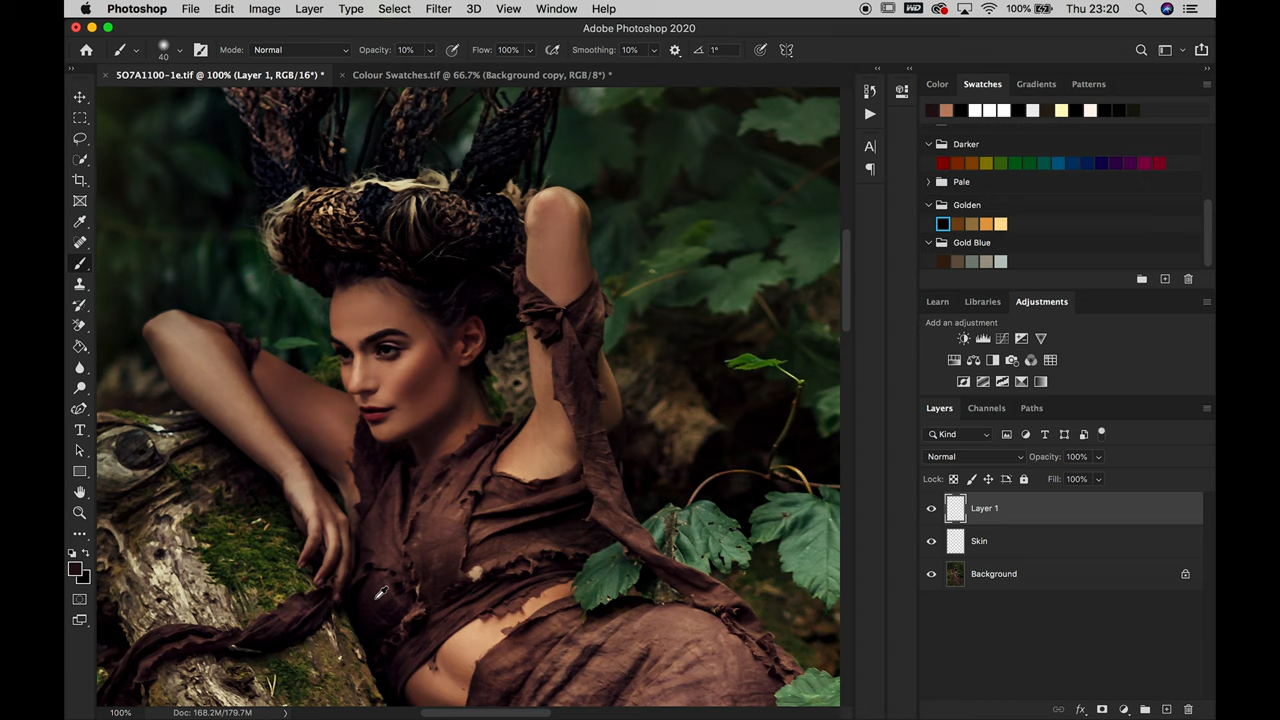 Photoshop File Edit Image Layer Type Select Filter 3D View Window Help WD 100% Thu 23:20
Adobe Photoshop 2020
40 Mode: Normal Opacity: 10% Flow: 100% Smoothing: 10% 1°
× 5O7A1100-1e.tif @ 100% (Layer 1, RGB/16*) * × Colour Swatches.tif @ 66.7% (Background copy, RGB/8*) *
Color Swatches Gradients Patterns
Darker
Pale
Golden
Gold Blue
Learn Libraries Adjustments
Add an adjustment
Layers Channels Paths
Kind
Normal Opacity: 100%
Lock: Fill: 100%
Layer 1
Skin
Background
100% Doc: 168.2M/179.7M